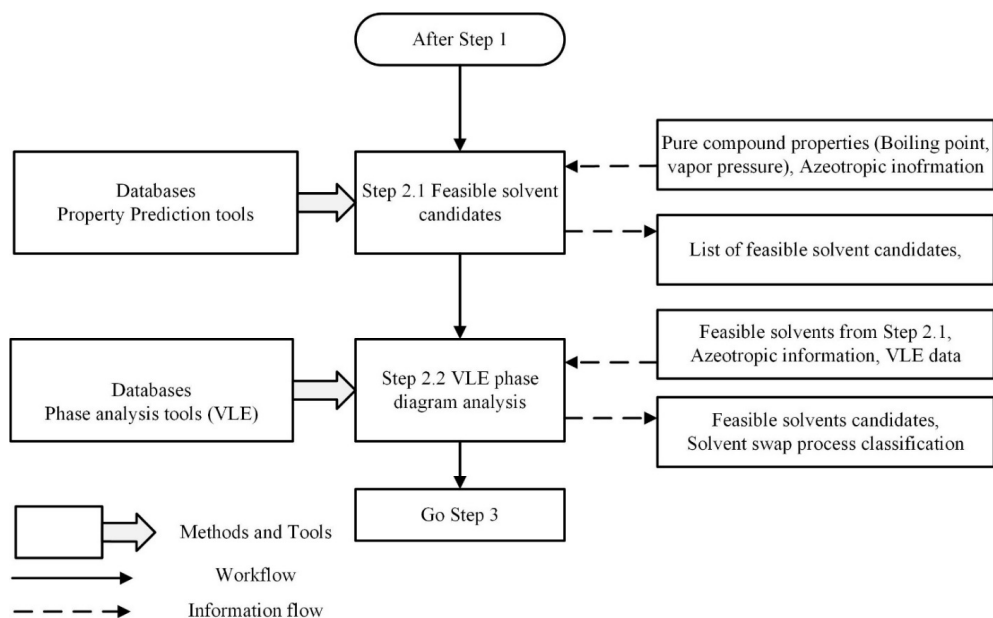 After Step 1
Pure compound properties (Boiling point,
vapor pressure), Azeotropic inofrmation
Databases
Property Prediction tools
Step 2.1 Feasible solvent
candidates
List of feasible solvent candidates,
Feasible solvents from Step 2.1,
Azeotropic information, VLE data
Databases
Phase analysis tools (VLE)
Step 2.2 VLE phase
diagram analysis
Feasible solvents candidates,
Solvent swap process classification
Go Step 3
Methods and Tools
Workflow
Information flow